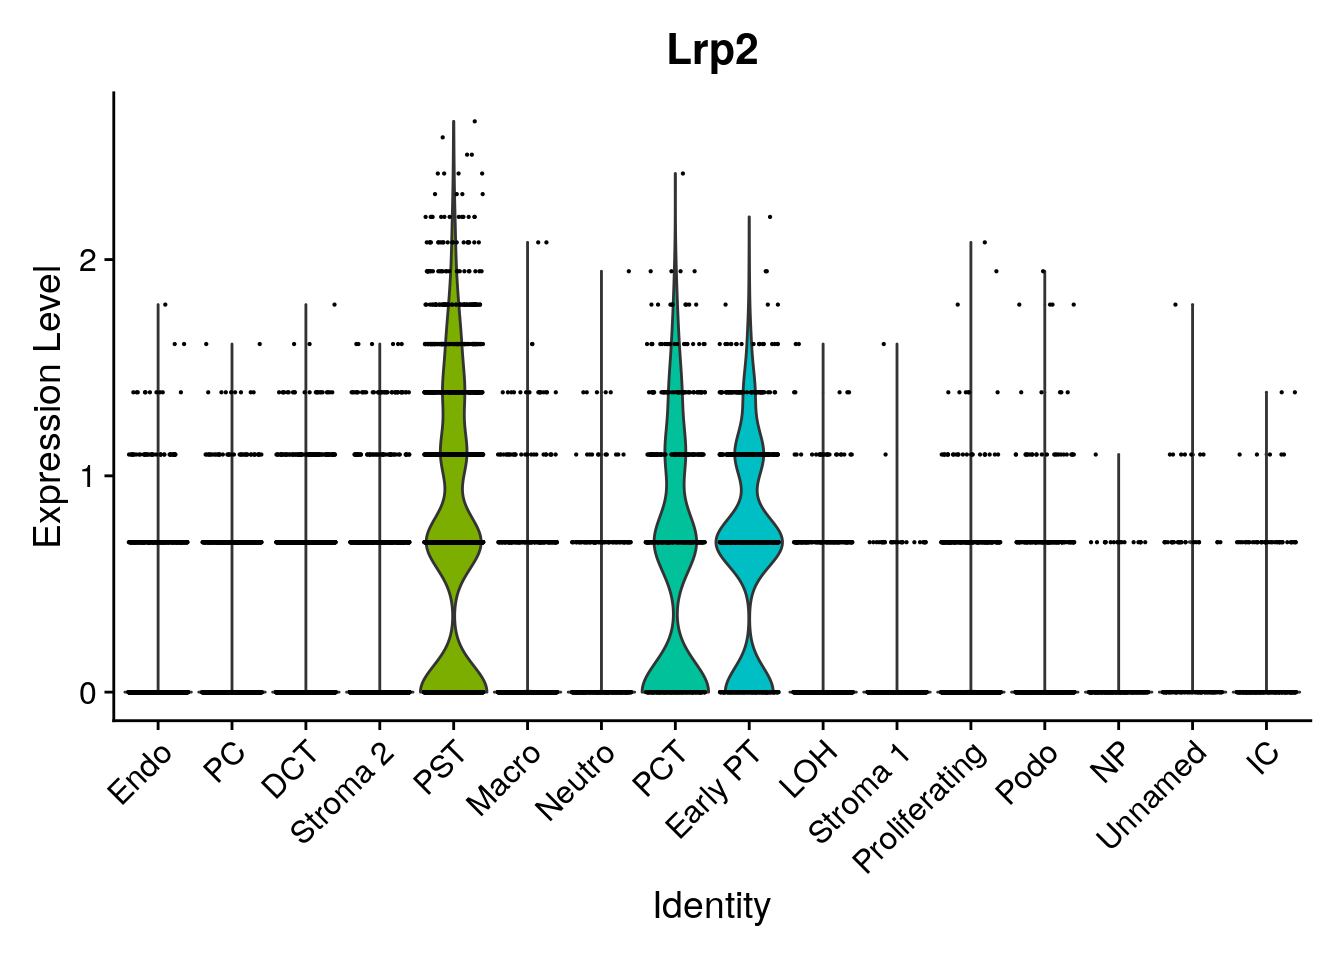 Lrp2
Expression Level
2
1
0
Endo
PC
DCT
Stroma 2
PST
Macro
Neutro
PCT
Early PT
LOH
Stroma 1
Proliferating
Podo
NP
Unnamed
IC
Identity